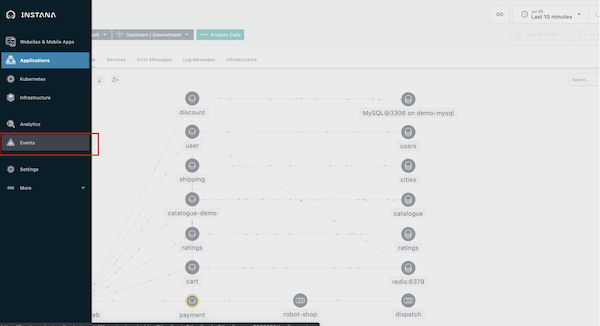 INSTANA
Websites & Mobile Apps
Applications
Kubernetes
Infrastructure
Analytics
Events
Settings
More
Jul 06
Last 10 minutes
Upstream / Downstream
Analyze Calls
Services
Error Messages
Log Messages
Infrastructure
Search...
discount
MySQL@3306 on demo-mysql
user
users
shipping
cities
catalogue-demo
catalogue
ratings
ratings
cart
redis:6379
payment
robot-shop
dispatch